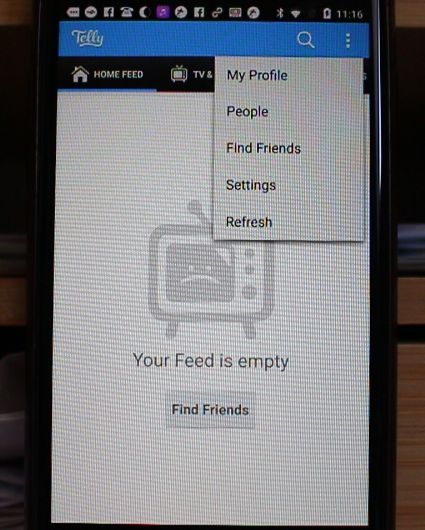 11:16
Telly
HOME FEED
TV &
S
My Profile
People
Find Friends
Settings
Refresh
Your Feed is empty
Find Friends